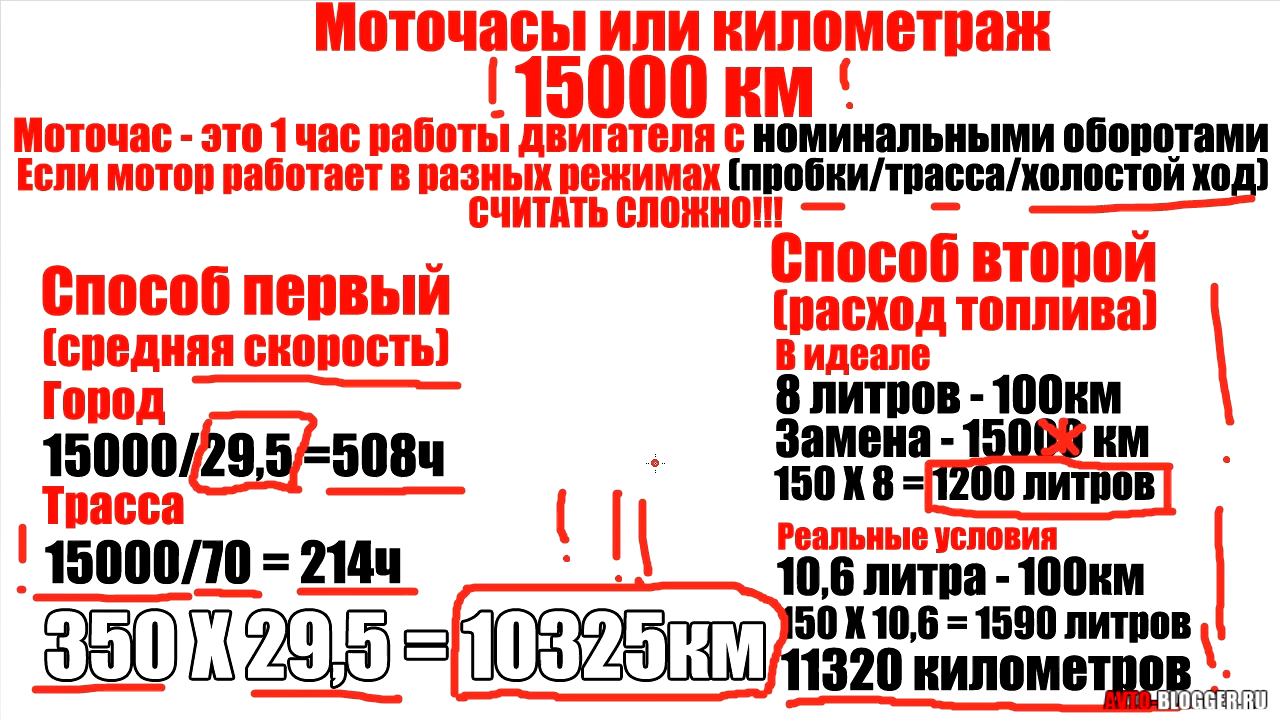 Моточасы или километраж
15000 км
Моточас - это 1 час работы двигателя с номинальными оборотами
Если мотор работает в разных режимах (пробки/трасса/холостой ход)
СЧИТАТЬ СЛОЖНО!!!
Способ первый
(средняя скорость)
Город
15000/29,5 =508ч
Трасса
15000/70 = 214ч
350 X 29,5 = 10325км
Способ второй
(расход топлива)
В идеале
8 литров - 100км
Замена - 15000 км
150 X 8 = 1200 литров
Реальные условия
10,6 литра - 100км
150 X 10,6 = 1590 литров
11320 километров
AVTO-BLOGGER.RU